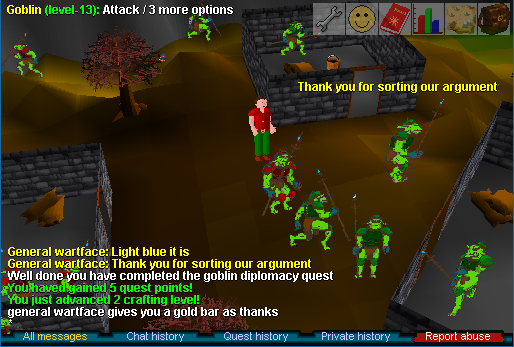 Goblin (level-13): Attack / 3 more options
Thank you for sorting our argument
General wartface: Light blue it is
General wartface: Thank you for sorting our argument
Well done you have completed the goblin diplomacy quest
You haved gained 5 quest points!
You just advanced 2 crafting level!
general wartface gives you a gold bar as thanks
*
All messages Chat history Quest history Private history Report abuse